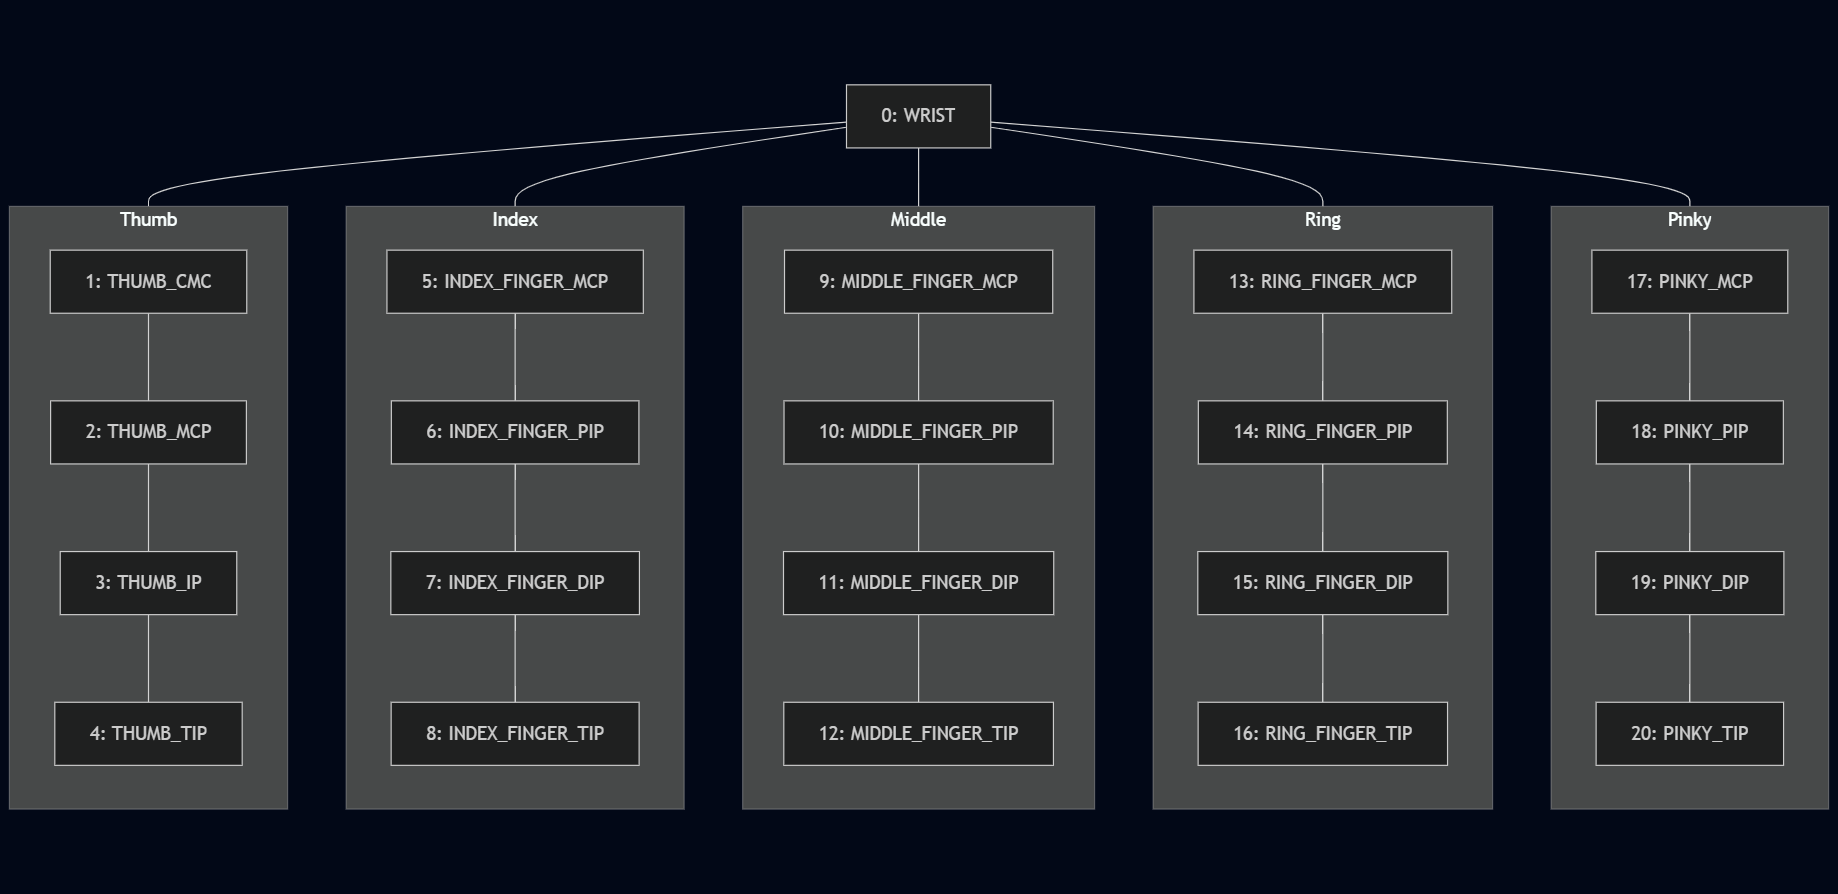 0: WRIST
Thumb
1: THUMB_CMC
2: THUMB_MCP
3: THUMB_IP
4: THUMB_TIP
Index
5: INDEX_FINGER_MCP
6: INDEX_FINGER_PIP
7: INDEX_FINGER_DIP
8: INDEX_FINGER_TIP
Middle
9: MIDDLE_FINGER_MCP
10: MIDDLE_FINGER_PIP
11: MIDDLE_FINGER_DIP
12: MIDDLE_FINGER_TIP
Ring
13: RING_FINGER_MCP
14: RING_FINGER_PIP
15: RING_FINGER_DIP
16: RING_FINGER_TIP
Pinky
17: PINKY_MCP
18: PINKY_PIP
19: PINKY_DIP
20: PINKY_TIP